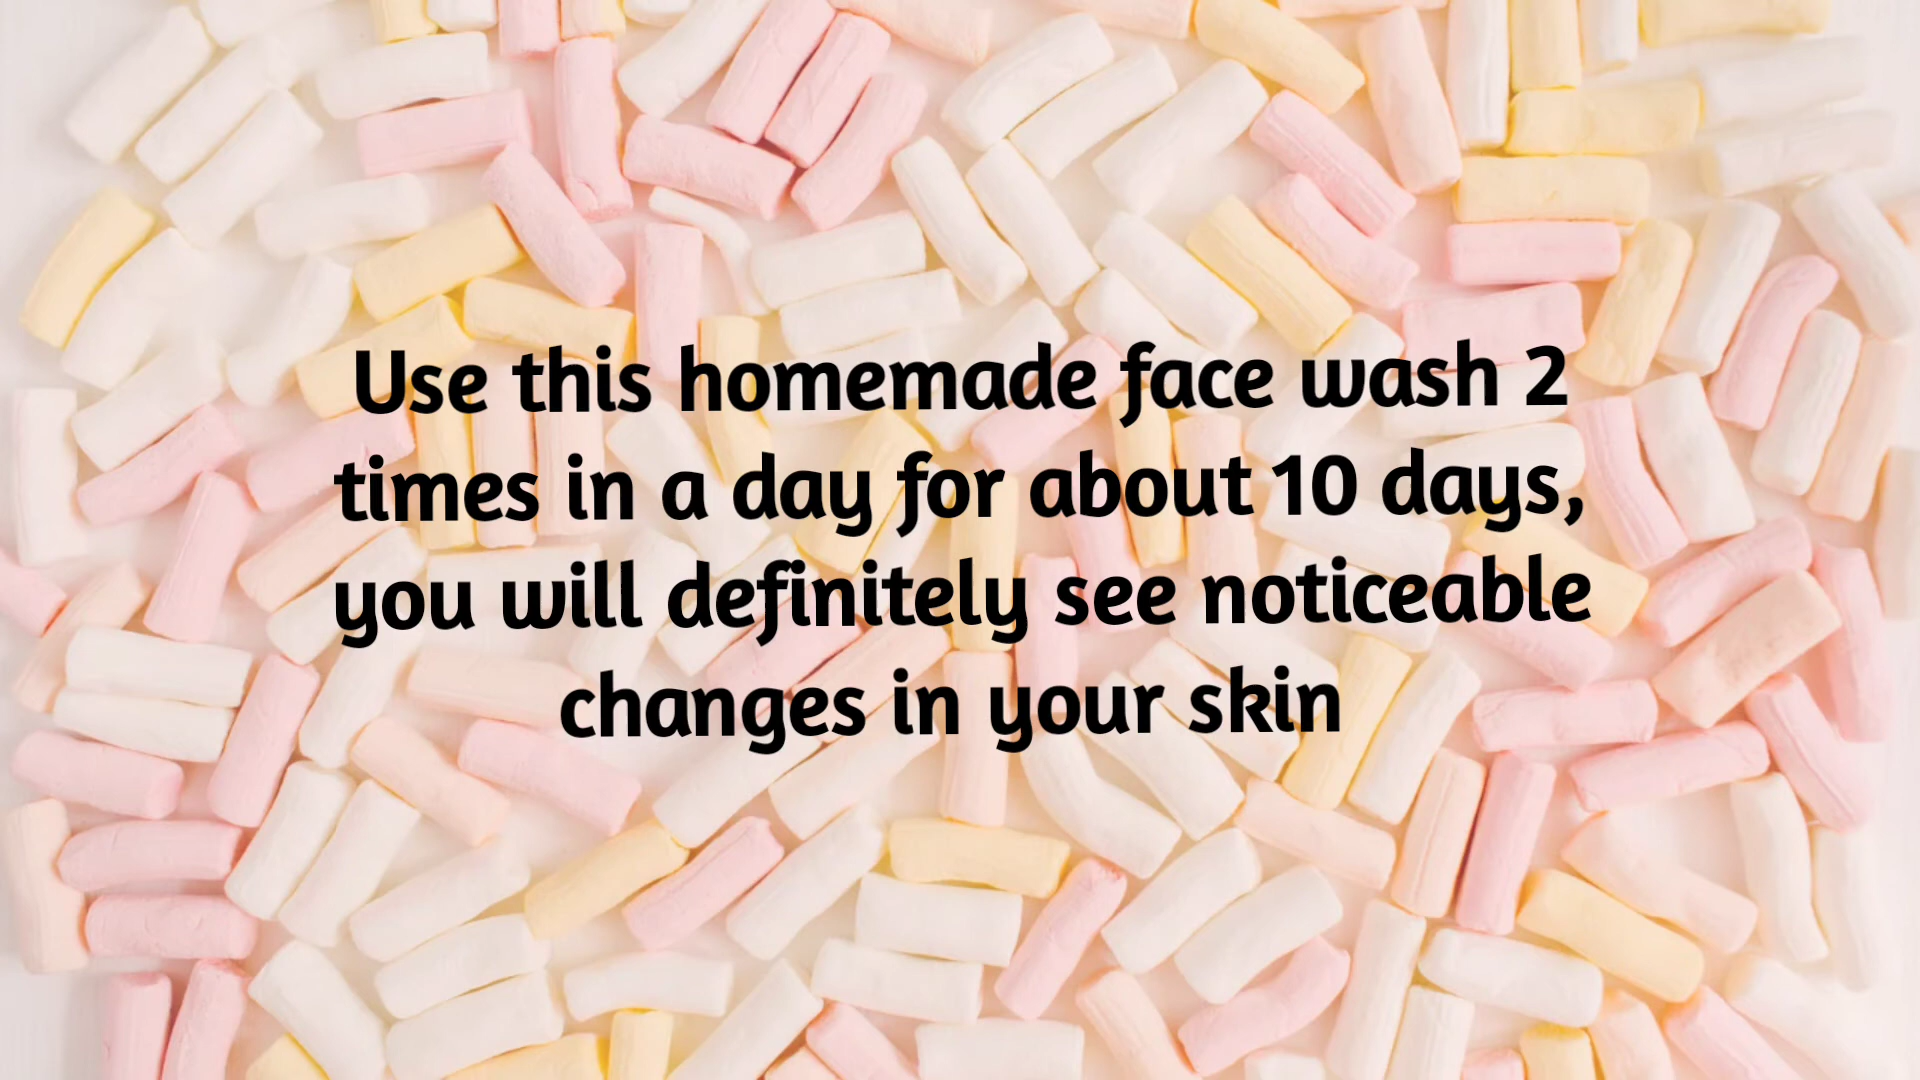 Use this homemade face wash 2
times in a day for about 10 days,
you will definitely see noticeable
changes in your skin